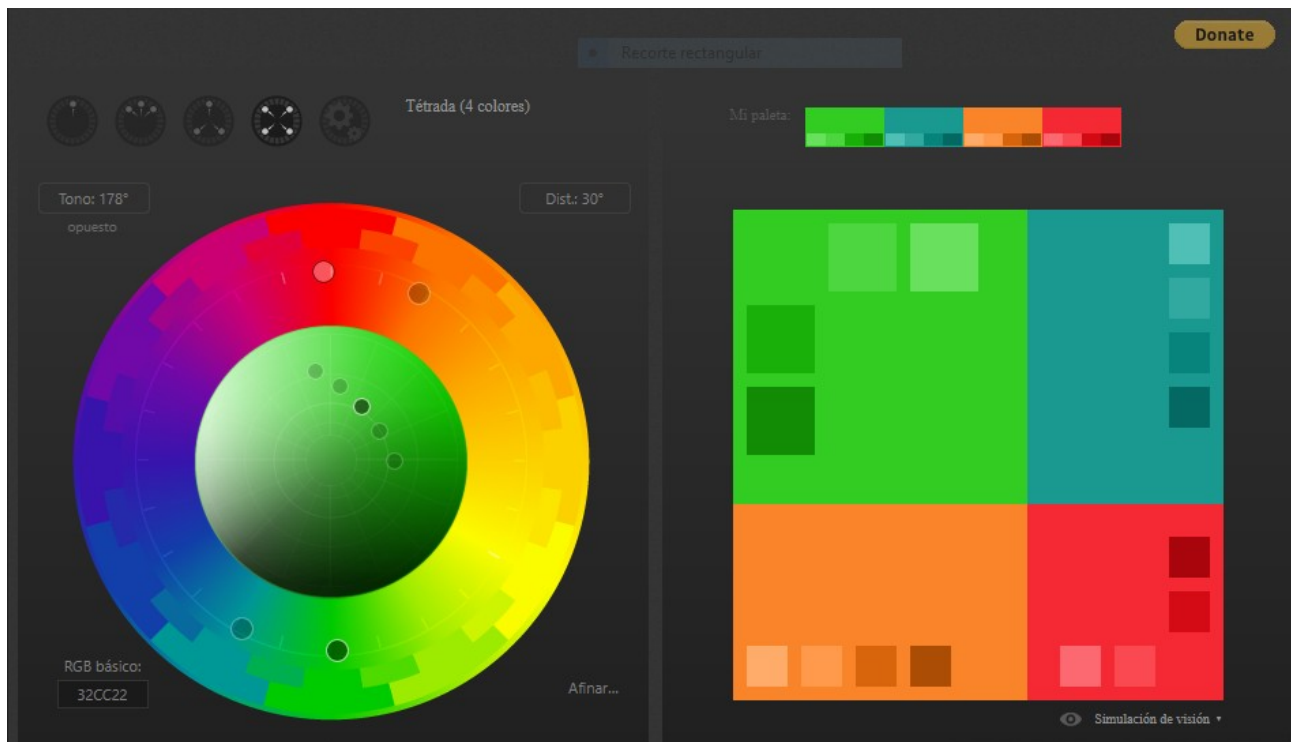 Donate
Recorte rectangular
Tétrada (4 colores)
Mi paleta:
Tono: 178°
Dist.: 30°
opuesto
RGB básico:
32CC22
Afinar...
Simulación de visión